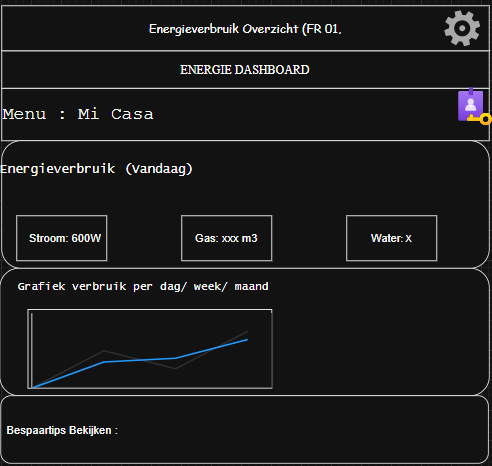 Energieverbruik Overzicht (FR 01,
ENERGIE DASHBOARD
Menu : Mi Casa
Energieverbruik (Vandaag)
Stroom: 600W
Gas: xxx m3
Water: X
Grafiek verbruik per dag/ week/ maand
Bespaartips Bekijken :